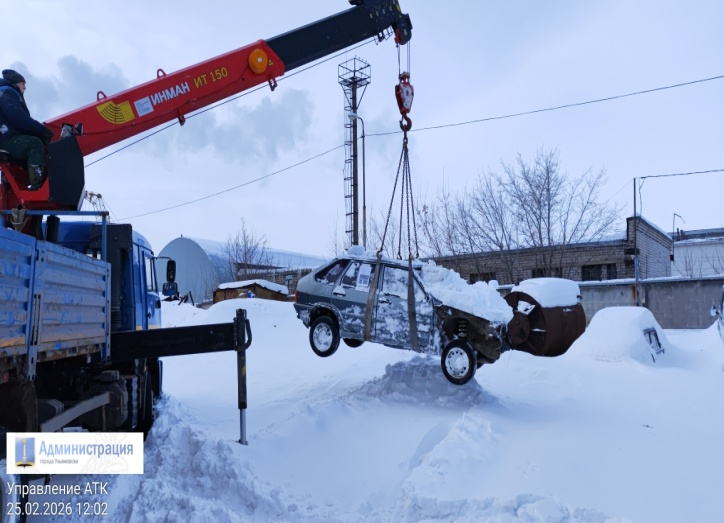 ИНМАН ИТ 150
Администрация
города Ульяновска
Управление АТК
25.02.2026 12:02